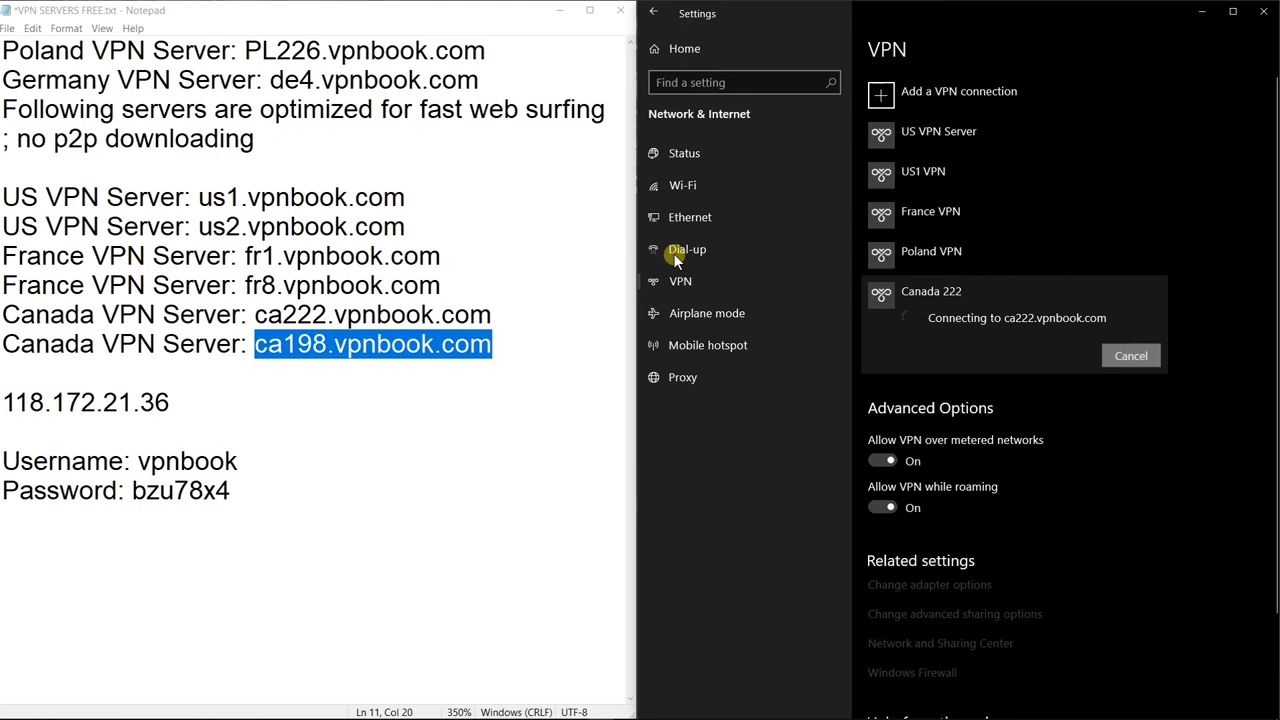 *VPN SERVERS FREE.txt - Notepad
File Edit Format View Help
Poland VPN Server: PL226.vpnbook.com
Germany VPN Server: de4.vpnbook.com
Following servers are optimized for fast web surfing
; no p2p downloading
US VPN Server: us1.vpnbook.com
US VPN Server: us2.vpnbook.com
France VPN Server: fr1.vpnbook.com
France VPN Server: fr8.vpnbook.com
Canada VPN Server: ca222.vpnbook.com
Canada VPN Server: ca198.vpnbook.com
118.172.21.36
Username: vpnbook
Password: bzu78x4
Ln 11, Col 20 350% Windows (CRLF) UTF-8
Settings
Home
Find a setting
Network & Internet
Status
Wi-Fi
Ethernet
Dial-up
VPN
Airplane mode
Mobile hotspot
Proxy
VPN
Add a VPN connection
US VPN Server
US1 VPN
France VPN
Poland VPN
Canada 222
Connecting to ca222.vpnbook.com
Cancel
Advanced Options
Allow VPN over metered networks
On
Allow VPN while roaming
On
Related settings
Change adapter options
Change advanced sharing options
Network and Sharing Center
Windows Firewall